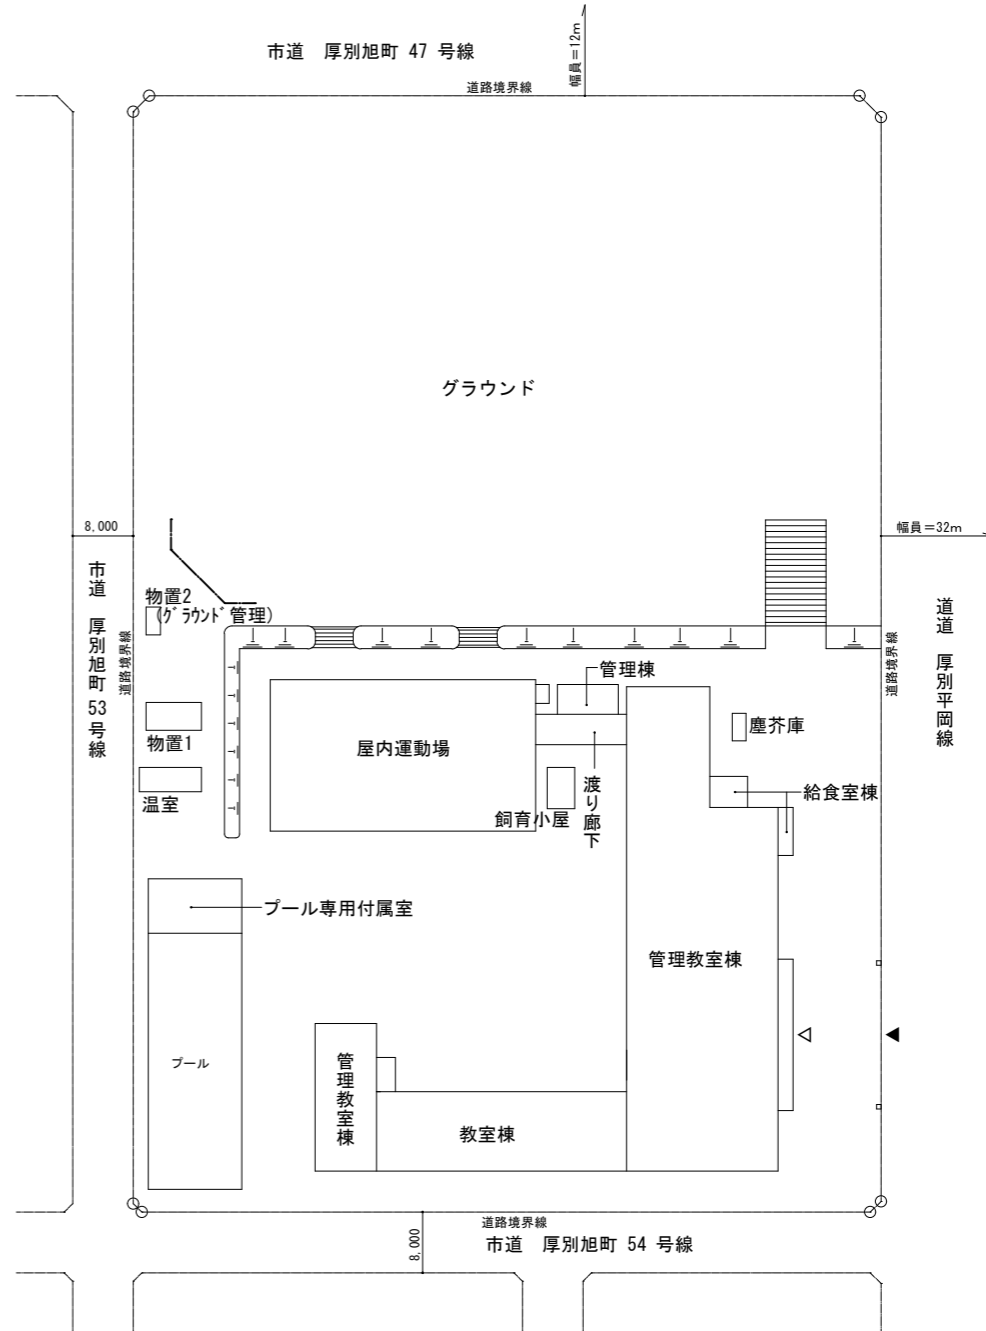 市道　厚別旭町 47 号線
幅員＝12m
道路境界線
グラウンド
8,000
幅員＝32m
市道　厚別旭町 53 号線
道路境界線
物置2
(グラウンド管理)
道路境界線
道道　厚別平岡線
管理棟
物置1
屋内運動場
塵芥庫
温室
飼育小屋
渡り廊下
給食室棟
プール専用付属室
管理教室棟
プール
管理教室棟
教室棟
道路境界線
8,000
市道　厚別旭町 54 号線